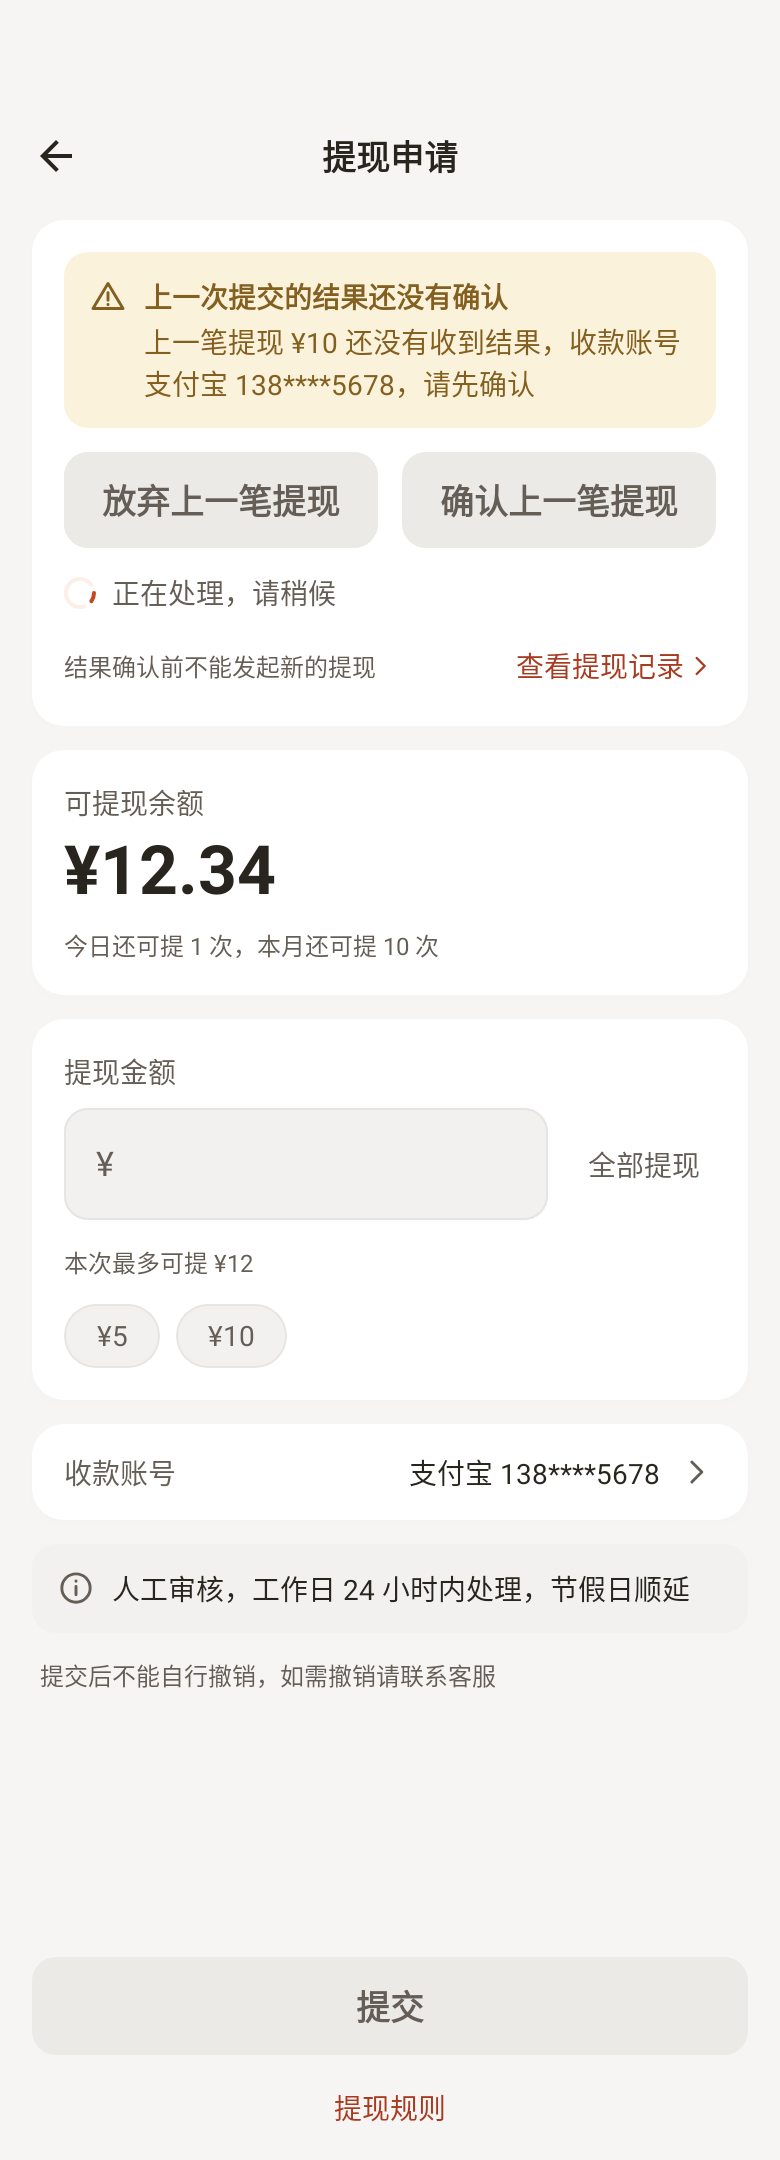 提现申请
上一次提交的结果还没有确认
上一笔提现 ¥10 还没有收到结果，收款账号
支付宝 138****5678，请先确认
放弃上一笔提现
确认上一笔提现
正在处理，请稍候
结果确认前不能发起新的提现
查看提现记录
可提现余额
¥12.34
今日还可提 1 次，本月还可提 10 次
提现金额
¥
全部提现
本次最多可提 ¥12
¥5
¥10
收款账号
支付宝 138****5678
人工审核，工作日 24 小时内处理，节假日顺延
提交后不能自行撤销，如需撤销请联系客服
提交
提现规则